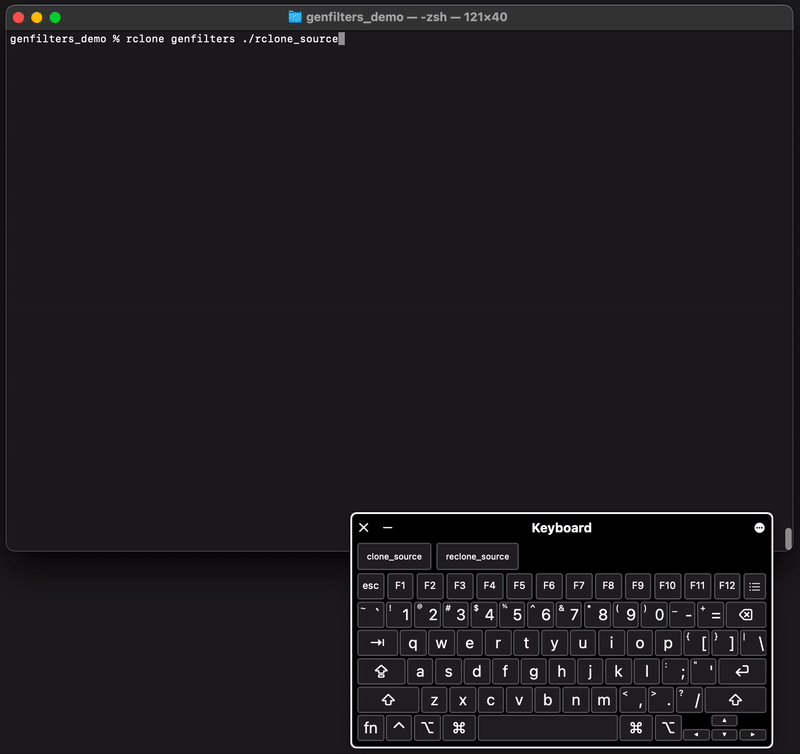 genfilters_demo — -zsh — 121×40
genfilters_demo % rclone genfilters ./rclone_source
Keyboard
clone_source reclone_source
esc F1 F2 F3 F4 F5 F6 F7 F8 F9 F10 F11 F12
~ ` ! 1 @ 2 # 3 $ 4 % 5 ^ 6 & 7 * 8 ( 9 ) 0 _ - + =
q w e r t y u i o p { [ } ] | \
a s d f g h j k l : ; " '
z x c v b n m < , > . ? /
fn ^ ⌥ ⌘ ⌘ ⌥